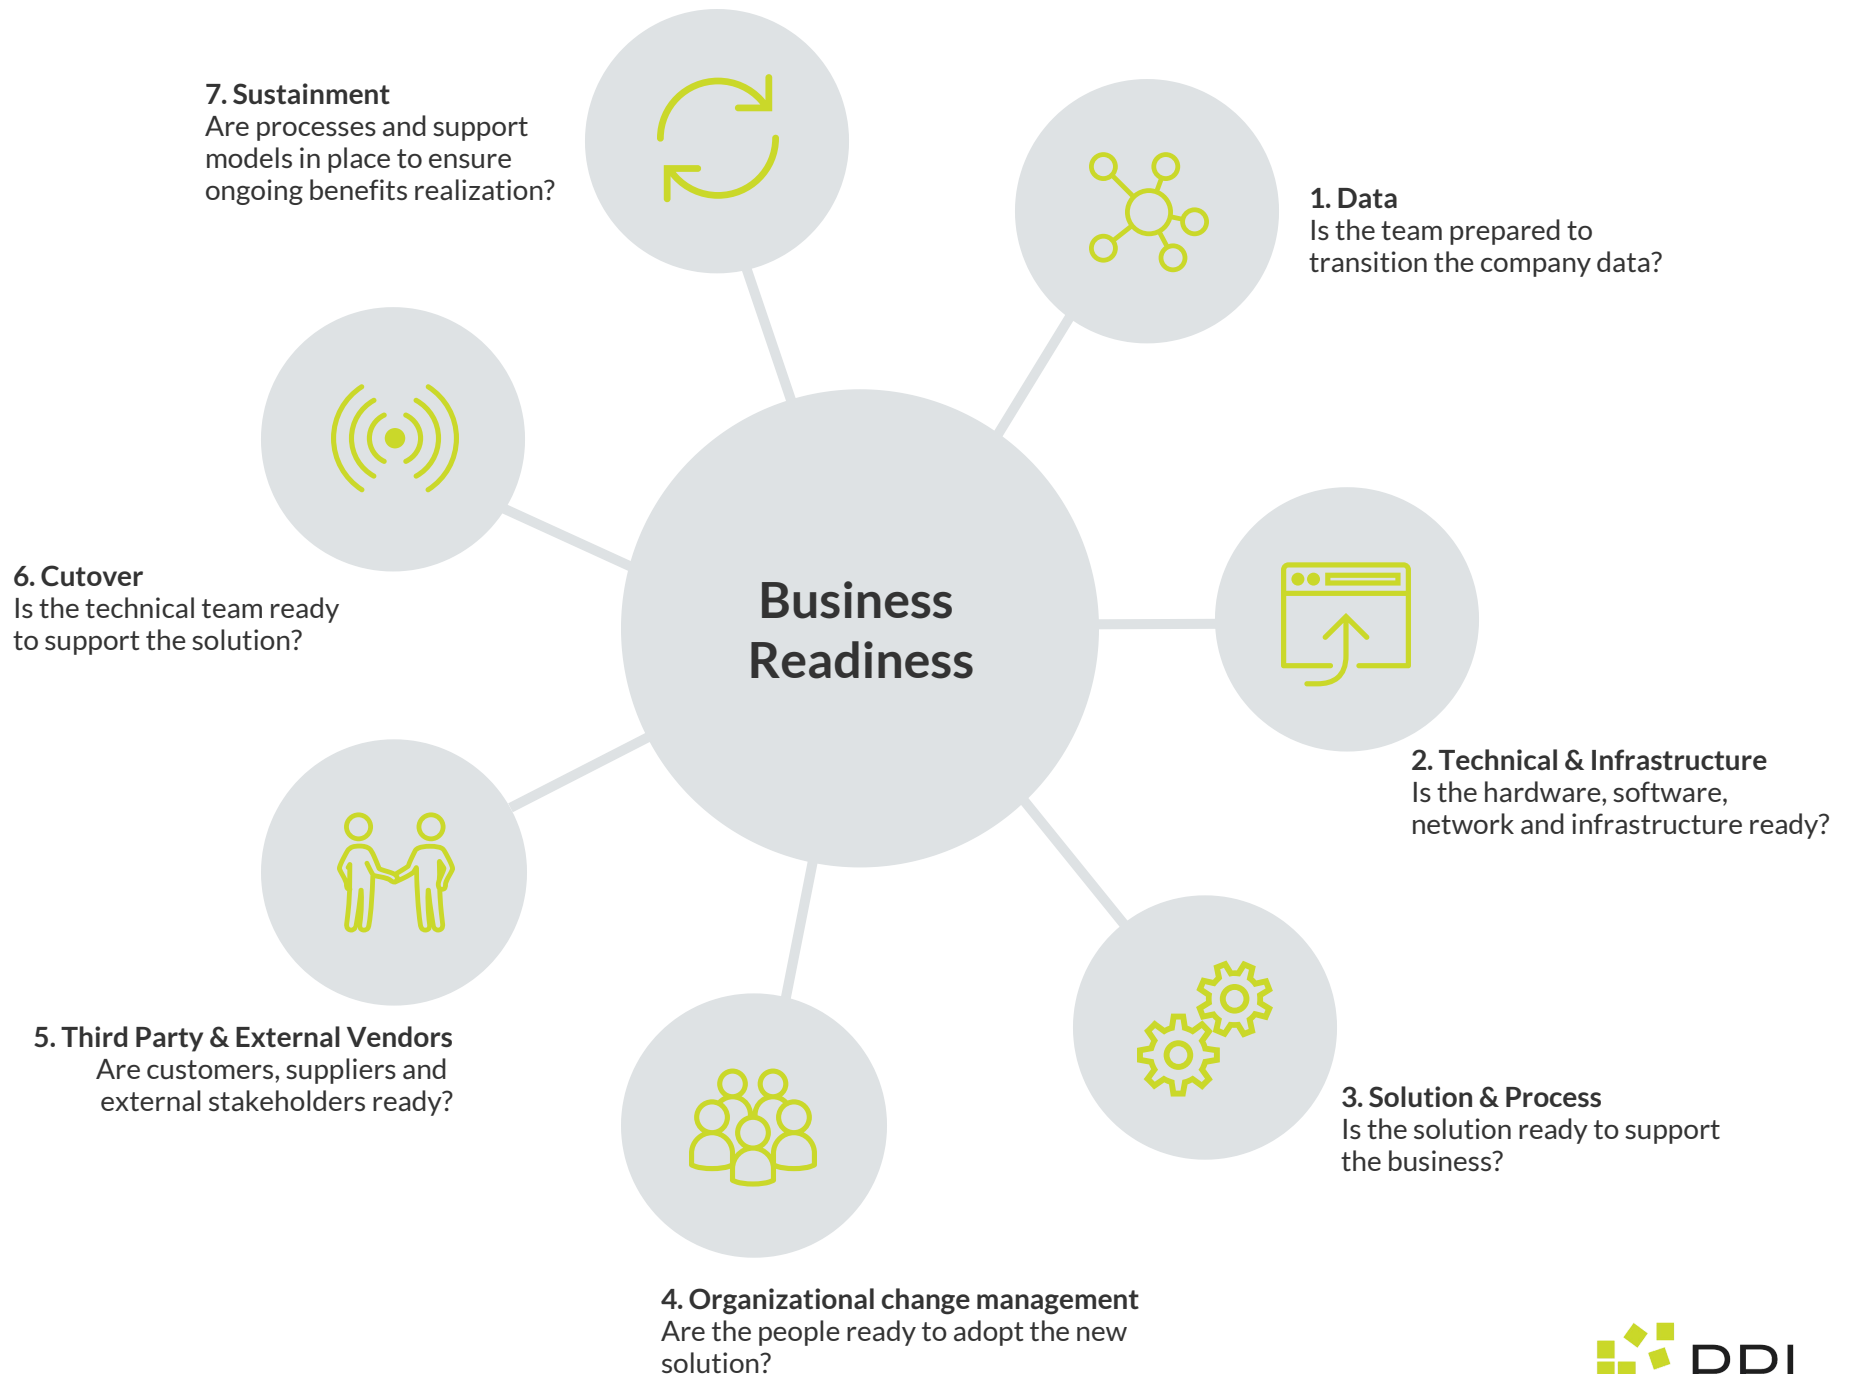 7. Sustainment
Are processes and support
models in place to ensure
ongoing benefits realization?
1. Data
Is the team prepared to
transition the company data?
6. Cutover
Is the technical team ready
to support the solution?
Business
Readiness
2. Technical & Infrastructure
Is the hardware, software,
network and infrastructure ready?
5. Third Party & External Vendors
Are customers, suppliers and
external stakeholders ready?
3. Solution & Process
Is the solution ready to support
the business?
4. Organizational change management
Are the people ready to adopt the new
solution?
DDI